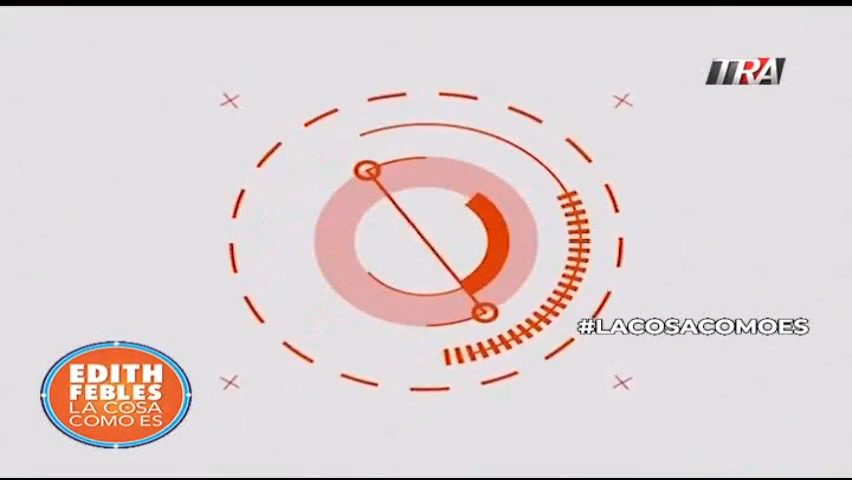 TRA
#LACOSACOMOES
EDITH
FEBLES
LA COSA
COMO ES